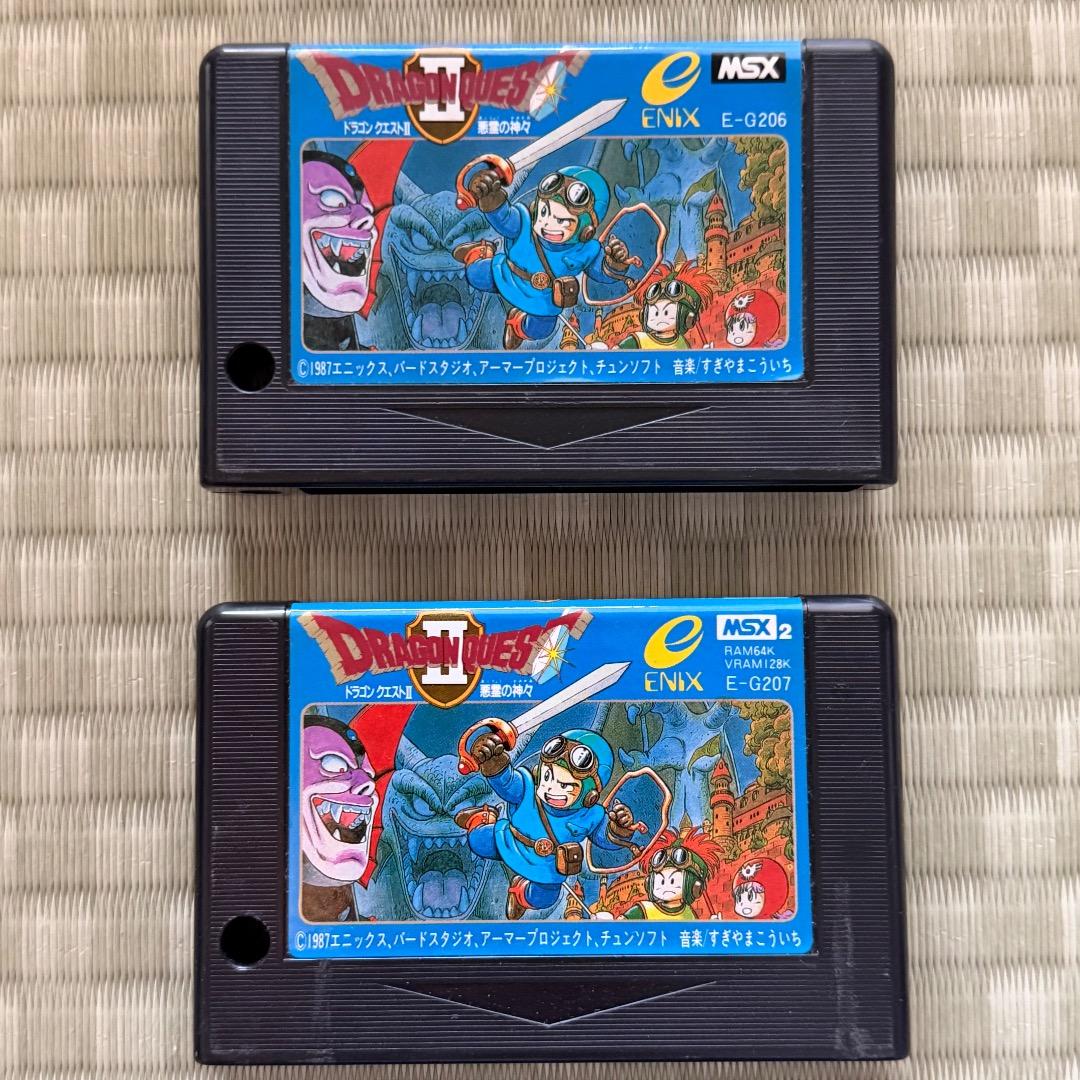 DRAGON QUEST
II
ドラゴンクエストII 悪霊の神々
ENIX
MSX
E-G206
©1987エニックス、バードスタジオ、アーマープロジェクト、チュンソフト 音楽/すぎやまこういち
DRAGON QUEST
II
ドラゴンクエストII 悪霊の神々
ENIX
MSX2
RAM64K
VRAM128K
E-G207
©1987エニックス、バードスタジオ、アーマープロジェクト、チュンソフト 音楽/すぎやまこういち